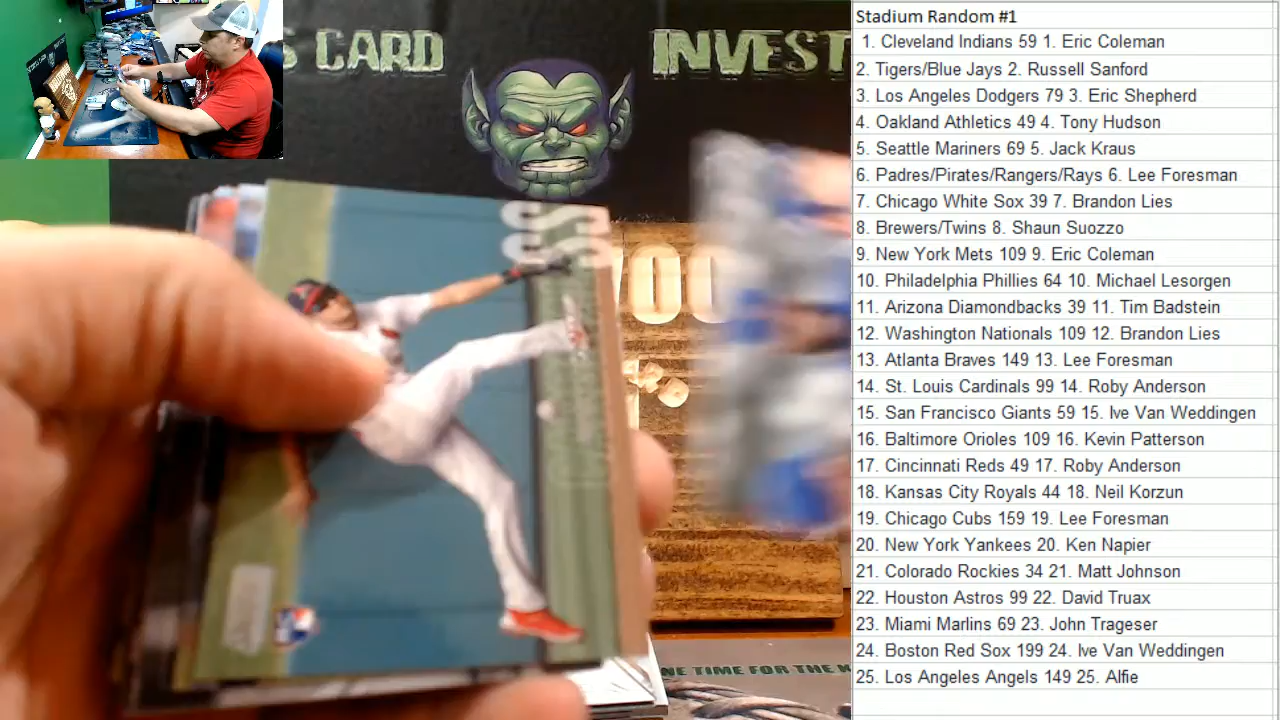 S CARD
INVEST
Stadium Random #1
1. Cleveland Indians 59 1. Eric Coleman
2. Tigers/Blue Jays 2. Russell Sanford
3. Los Angeles Dodgers 79 3. Eric Shepherd
4. Oakland Athletics 49 4. Tony Hudson
5. Seattle Mariners 69 5. Jack Kraus
6. Padres/Pirates/Rangers/Rays 6. Lee Foresman
7. Chicago White Sox 39 7. Brandon Lies
8. Brewers/Twins 8. Shaun Suozzo
9. New York Mets 109 9. Eric Coleman
10. Philadelphia Phillies 64 10. Michael Lesorgen
11. Arizona Diamondbacks 39 11. Tim Badstein
12. Washington Nationals 109 12. Brandon Lies
13. Atlanta Braves 149 13. Lee Foresman
14. St. Louis Cardinals 99 14. Roby Anderson
15. San Francisco Giants 59 15. Ive Van Weddingen
16. Baltimore Orioles 109 16. Kevin Patterson
17. Cincinnati Reds 49 17. Roby Anderson
18. Kansas City Royals 44 18. Neil Korzun
19. Chicago Cubs 159 19. Lee Foresman
20. New York Yankees 20. Ken Napier
21. Colorado Rockies 34 21. Matt Johnson
22. Houston Astros 99 22. David Truax
23. Miami Marlins 69 23. John Trageser
24. Boston Red Sox 199 24. Ive Van Weddingen
25. Los Angeles Angels 149 25. Alfie
NE TIME FOR THE